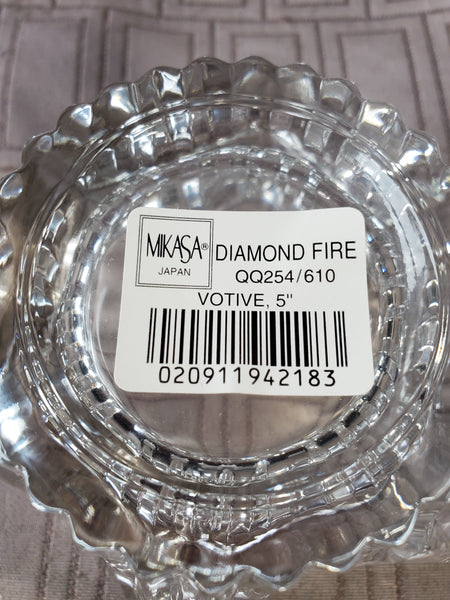 MIKASA®
JAPAN
DIAMOND FIRE
QQ254/610
VOTIVE, 5"
020911942183